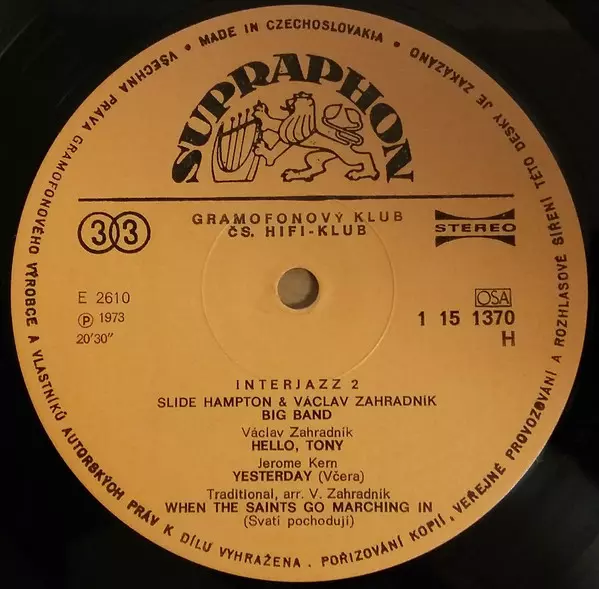 VŠECHNA PRÁVA GRAMOFONOVÉHO VÝROBCE A VLASTNÍKŮ AUTORSKÝCH PRÁV K DÍLU VYHRAŽENA. POŘIZOVÁNÍ KOPIÍ, VEŘEJNÉ PROVOZOVÁNÍ A ROZHLASOVÉ ŠÍŘENÍ TÉTO DESKY JE ZAKÁZÁNO • MADE IN CZECHOSLOVAKIA •
SUPRAPHON
GRAMOFONOVÝ KLUB
ČS. HIFI-KLUB
33
STEREO
E 2610
℗ 1973
20'30"
OSA
1 15 1370
H
INTERJAZZ 2
SLIDE HAMPTON & VÁCLAV ZAHRADNÍK
BIG BAND
Václav Zahradník
HELLO, TONY
Jerome Kern
YESTERDAY (Včera)
Traditional, arr. V. Zahradník
WHEN THE SAINTS GO MARCHING IN
(Svatí pochodují)